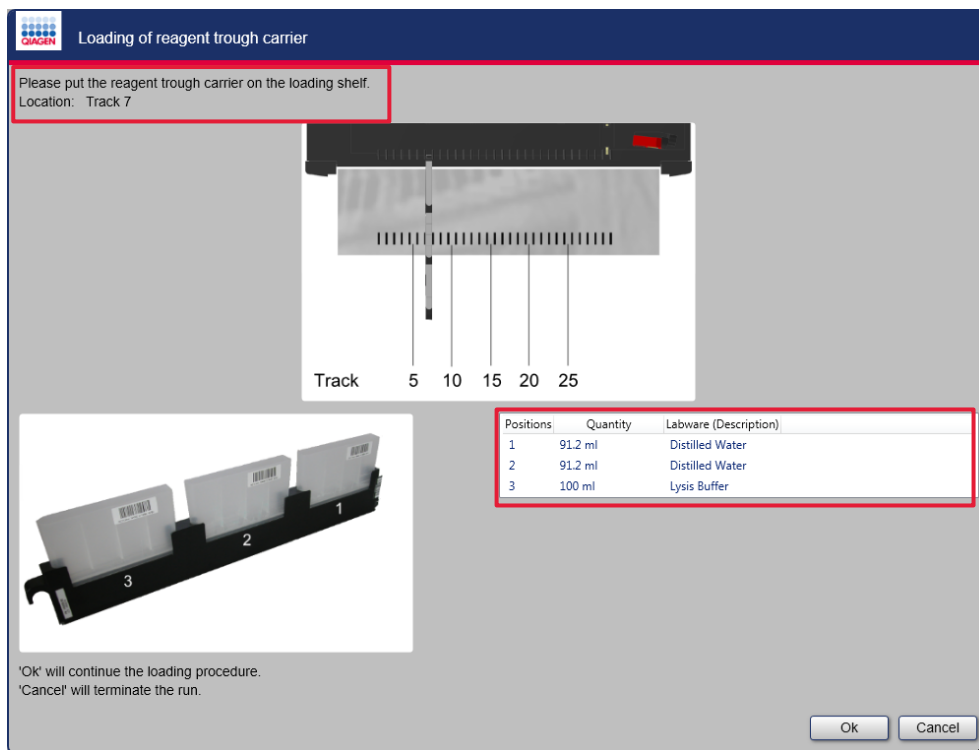 QIAGEN
Loading of reagent trough carrier
Please put the reagent trough carrier on the loading shelf.
Location: Track 7
Track 5 10 15 20 25
Positions Quantity Labware (Description)
1 91.2 ml Distilled Water
2 91.2 ml Distilled Water
3 100 ml Lysis Buffer
1
2
3
'Ok' will continue the loading procedure.
'Cancel' will terminate the run.
Ok Cancel